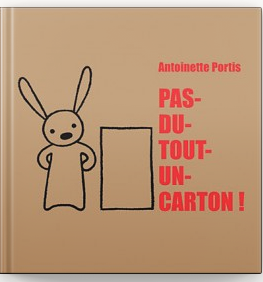 Antoinette Portis
PAS-
DU-
TOUT-
UN-
CARTON !